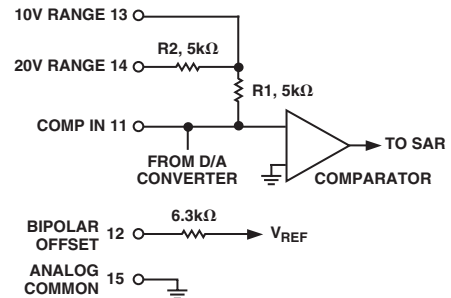 10V RANGE 13
R2, 5kΩ
20V RANGE 14
R1, 5kΩ
COMP IN 11
TO SAR
FROM D/A
CONVERTER
COMPARATOR
6.3kΩ
BIPOLAR
OFFSET 12
VREF
ANALOG
COMMON 15